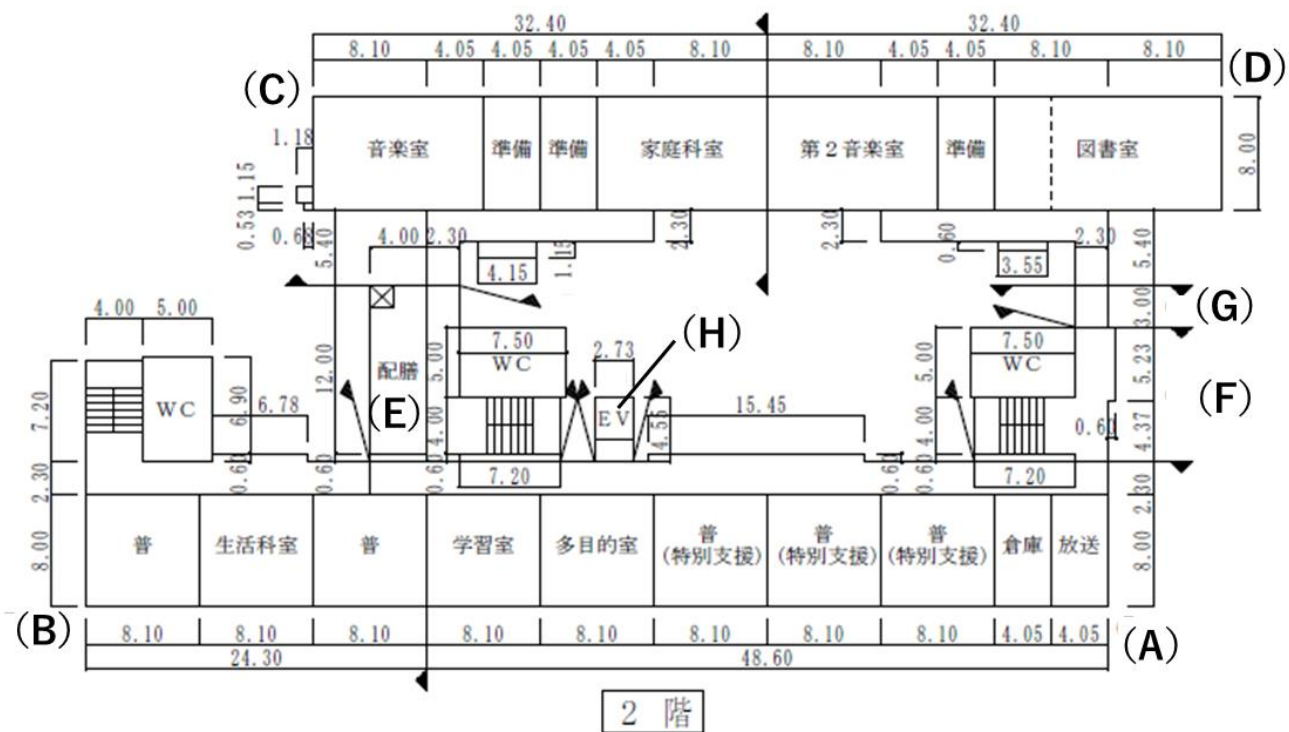 32.40 32.40
8.10 4.05 4.05 4.05 4.05 8.10 8.10 4.05 4.05 8.10 8.10
(C) (D)
1.18 音楽室 準備 準備 家庭科室 第2音楽室 準備 図書室 8.00
1.15
0.53 0.68 5.40 4.00 2.30 1.15 2.30 2.30 0.60 2.30 5.40
4.15 3.55
4.00 5.00 3.00 (G)
7.50 2.73 (H) 7.50
WC WC
7.20 WC 6.90 6.78 12.00 配膳 5.00 EV 15.45 5.00 5.23
(E) (F)
4.00 4.55 4.00 0.60 4.37
2.30 0.60 0.60 0.60 7.20 0.60 0.60 7.20 2.30
8.00 普 生活科室 普 学習室 多目的室 普 普 普 倉庫 放送 8.00
(特別支援) (特別支援) (特別支援)
(B) 8.10 8.10 8.10 8.10 8.10 8.10 8.10 8.10 4.05 4.05 (A)
24.30 48.60
2 階